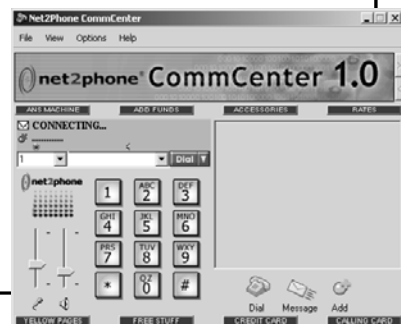 Net2Phone CommCenter
File View Options Help
net2phone® CommCenter 1.0
ANS MACHINE ADD FUNDS ACCESSORIES RATES
CONNECTING...
1 Dial
net2phone
1 ABC 2 DEF 3
GHI 4 JKL 5 MNO 6
PRS 7 TUV 8 WXY 9
* QZ 0 #
Dial Message Add
YELLOW PAGES FREE STUFF CREDIT CARD CALLING CARD